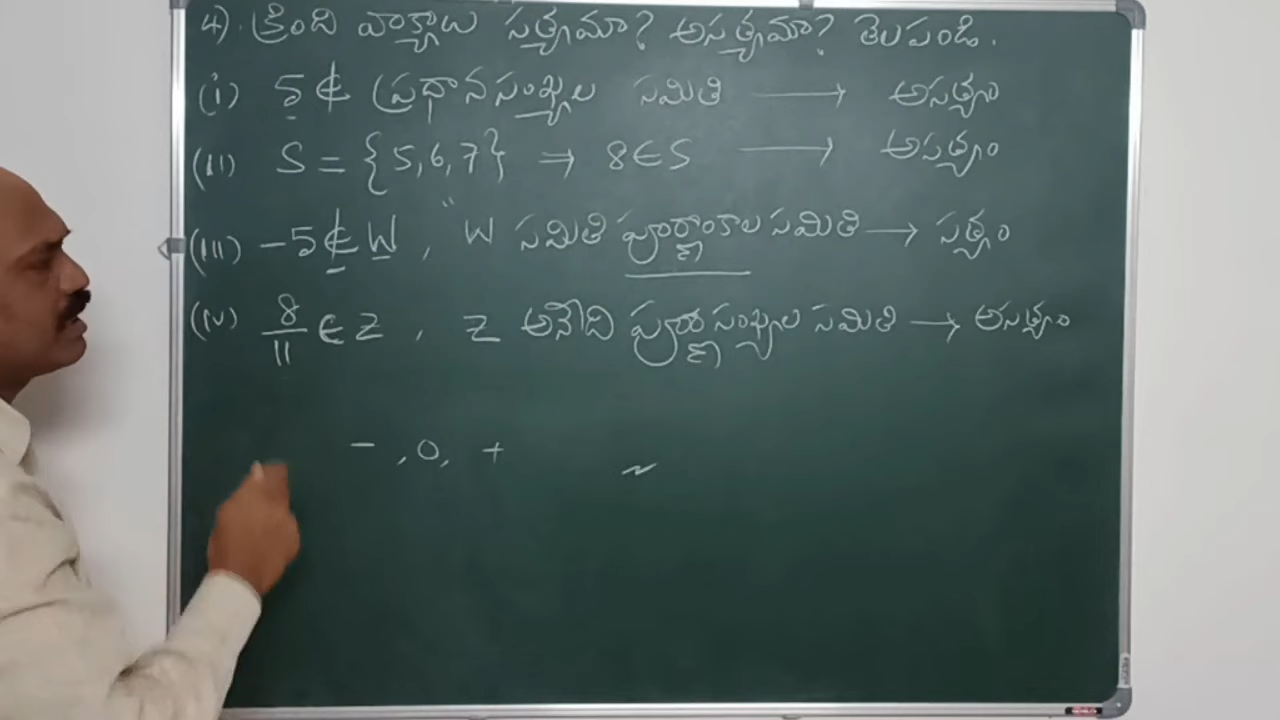 4). క్రింది వాక్యాలు సత్యమా? అసత్యమా? తెలపండి.
(i) 5 ∉ ప్రధానసంఖ్యల సమితి ⟶ అసత్యం
(ii) S = {5,6,7} ⇒ 8∈S ⟶ అసత్యం
(iii) -5 ∉ W , "W సమితి పూర్ణాంకాల సమితి → సత్యం
(iv) 8/11 ∈ Z , Z అనేది పూర్ణసంఖ్యల సమితి → అసత్యం
- , 0, +